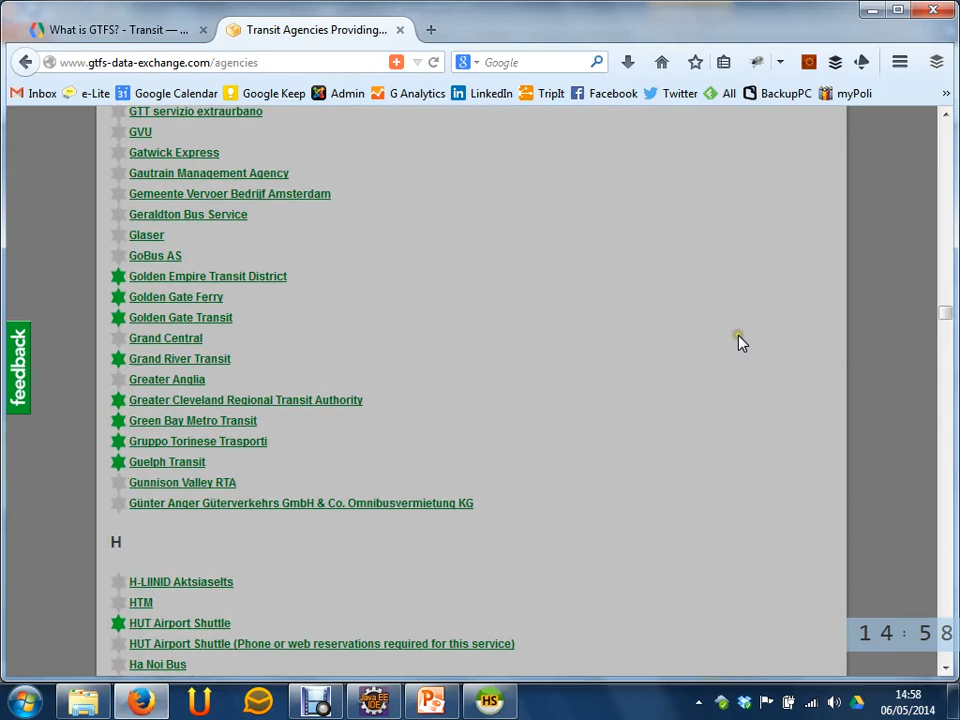 What is GTFS? - Transit — ...
Transit Agencies Providing...
www.gtfs-data-exchange.com/agencies
Google
Inbox
e-Lite
31
Google Calendar
Google Keep
Admin
G Analytics
LinkedIn
TripIt
Facebook
Twitter
All
BackupPC
myPoli
»
GTT servizio extraurbano
GVU
Gatwick Express
Gautrain Management Agency
Gemeente Vervoer Bedrijf Amsterdam
Geraldton Bus Service
Glaser
GoBus AS
Golden Empire Transit District
Golden Gate Ferry
Golden Gate Transit
Grand Central
Grand River Transit
Greater Anglia
Greater Cleveland Regional Transit Authority
Green Bay Metro Transit
Gruppo Torinese Trasporti
Guelph Transit
Gunnison Valley RTA
Günter Anger Güterverkehrs GmbH & Co. Omnibusvermietung KG
H
H-LIINID Aktsiaselts
HTM
HUT Airport Shuttle
HUT Airport Shuttle (Phone or web reservations required for this service)
Ha Noi Bus
feedback
14:58
Java EE
IDE
HS
14:58
06/05/2014